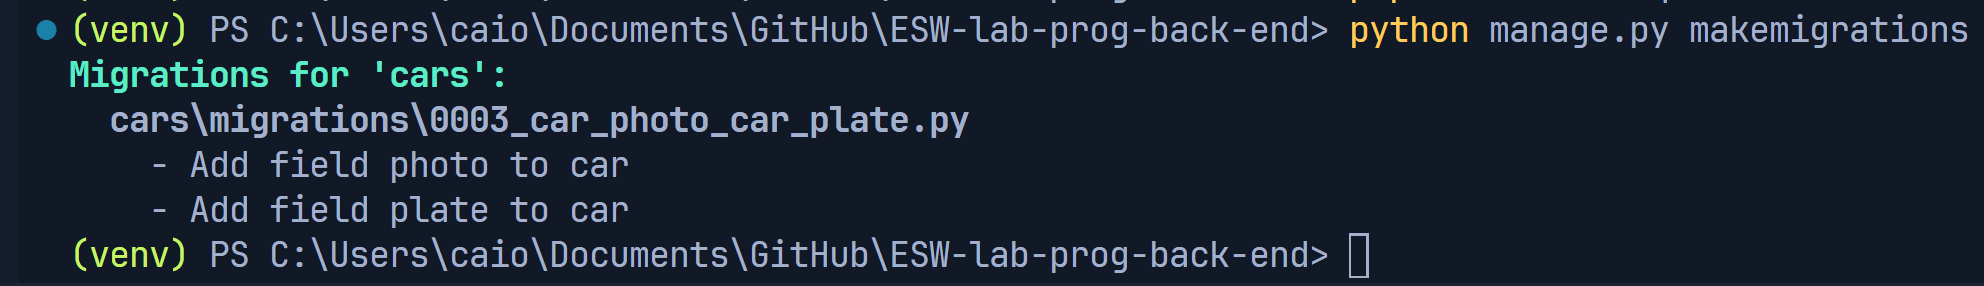 (venv) PS C:\Users\caio\Documents\GitHub\ESW-lab-prog-back-end> python manage.py makemigrations
Migrations for 'cars':
  cars\migrations\0003_car_photo_car_plate.py
    - Add field photo to car
    - Add field plate to car
(venv) PS C:\Users\caio\Documents\GitHub\ESW-lab-prog-back-end>